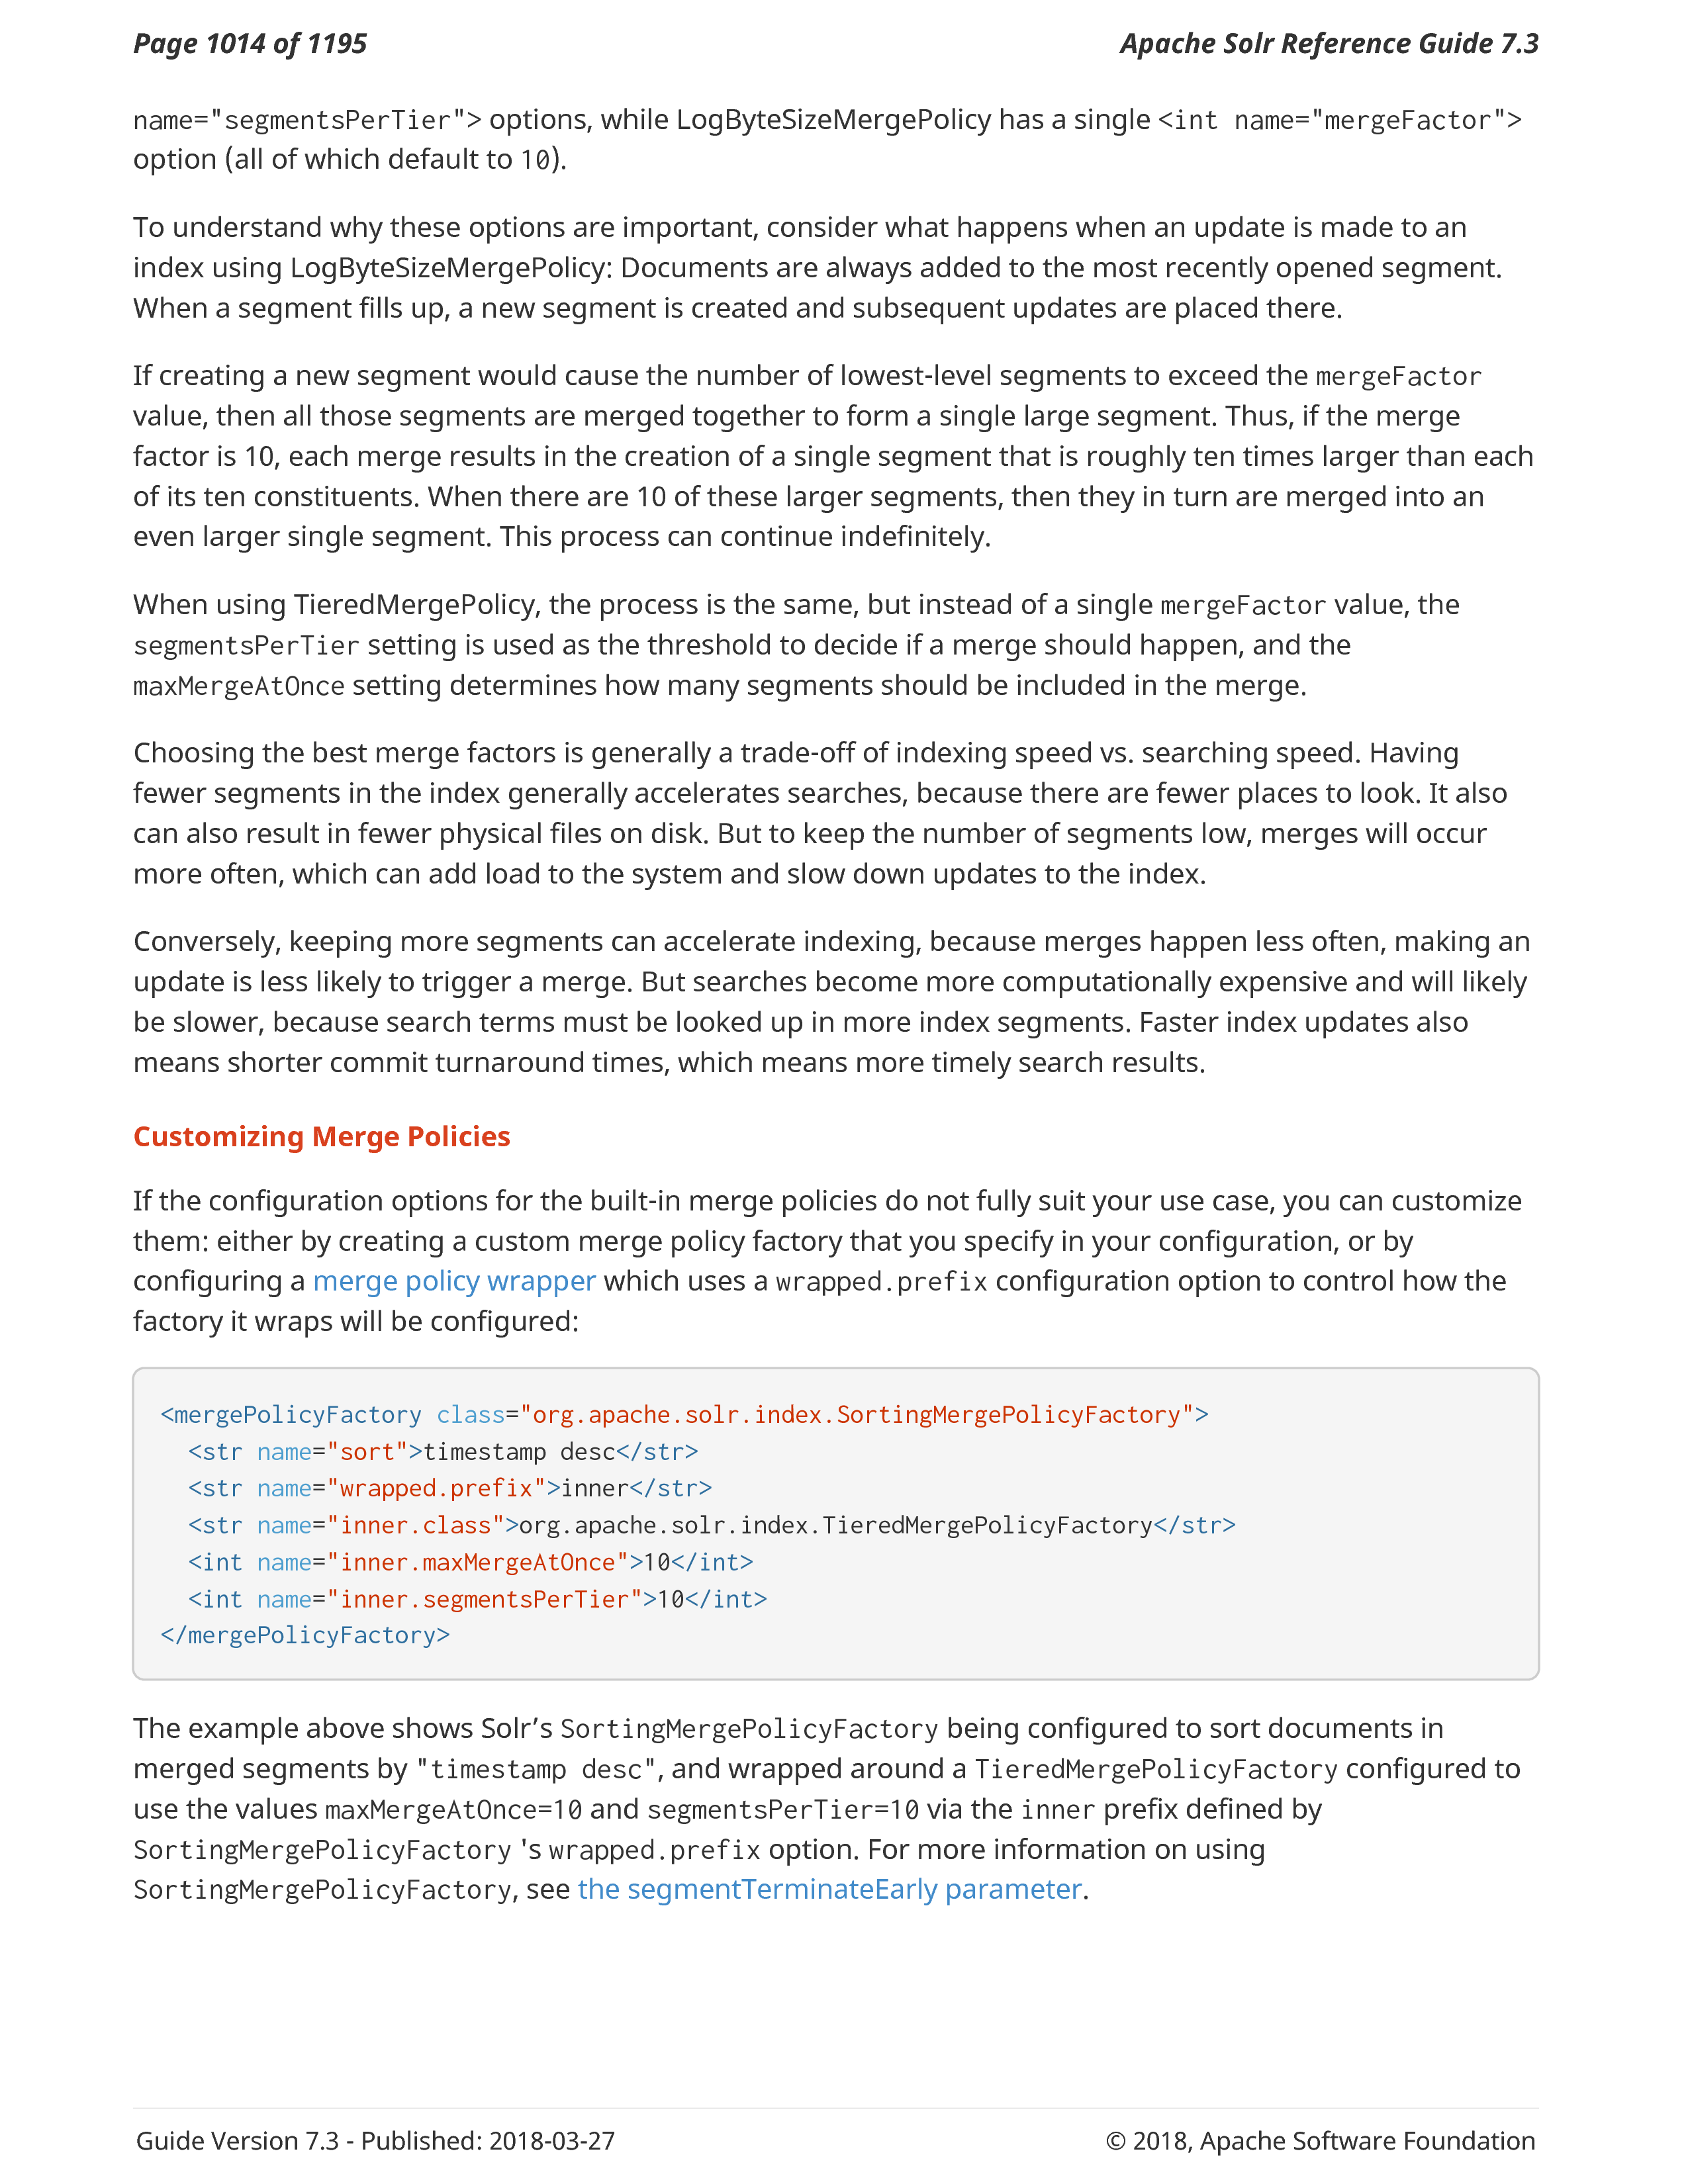 Page 1014 of 1195
Apache Solr Reference Guide 7.3
name="segmentsPerTier"> options, while LogByteSizeMergePolicy has a single <int name="mergeFactor">
option (all of which default to 10).
To understand why these options are important, consider what happens when an update is made to an
index using LogByteSizeMergePolicy: Documents are always added to the most recently opened segment.
When a segment fills up, a new segment is created and subsequent updates are placed there.
If creating a new segment would cause the number of lowest-level segments to exceed the mergeFactor
value, then all those segments are merged together to form a single large segment. Thus, if the merge
factor is 10, each merge results in the creation of a single segment that is roughly ten times larger than each
of its ten constituents. When there are 10 of these larger segments, then they in turn are merged into an
even larger single segment. This process can continue indefinitely.
When using TieredMergePolicy, the process is the same, but instead of a single mergeFactor value, the
segmentsPerTier setting is used as the threshold to decide if a merge should happen, and the
maxMergeAtOnce setting determines how many segments should be included in the merge.
Choosing the best merge factors is generally a trade-off of indexing speed vs. searching speed. Having
fewer segments in the index generally accelerates searches, because there are fewer places to look. It also
can also result in fewer physical files on disk. But to keep the number of segments low, merges will occur
more often, which can add load to the system and slow down updates to the index.
Conversely, keeping more segments can accelerate indexing, because merges happen less often, making an
update is less likely to trigger a merge. But searches become more computationally expensive and will likely
be slower, because search terms must be looked up in more index segments. Faster index updates also
means shorter commit turnaround times, which means more timely search results.
Customizing Merge Policies
If the configuration options for the built-in merge policies do not fully suit your use case, you can customize
them: either by creating a custom merge policy factory that you specify in your configuration, or by
configuring a merge policy wrapper which uses a wrapped.prefix configuration option to control how the
factory it wraps will be configured:
<mergePolicyFactory class="org.apache.solr.index.SortingMergePolicyFactory">
  <str name="sort">timestamp desc</str>
  <str name="wrapped.prefix">inner</str>
  <str name="inner.class">org.apache.solr.index.TieredMergePolicyFactory</str>
  <int name="inner.maxMergeAtOnce">10</int>
  <int name="inner.segmentsPerTier">10</int>
</mergePolicyFactory>
The example above shows Solr’s SortingMergePolicyFactory being configured to sort documents in
merged segments by "timestamp desc", and wrapped around a TieredMergePolicyFactory configured to
use the values maxMergeAtOnce=10 and segmentsPerTier=10 via the inner prefix defined by
SortingMergePolicyFactory 's wrapped.prefix option. For more information on using
SortingMergePolicyFactory, see the segmentTerminateEarly parameter.
Guide Version 7.3 - Published: 2018-03-27
© 2018, Apache Software Foundation